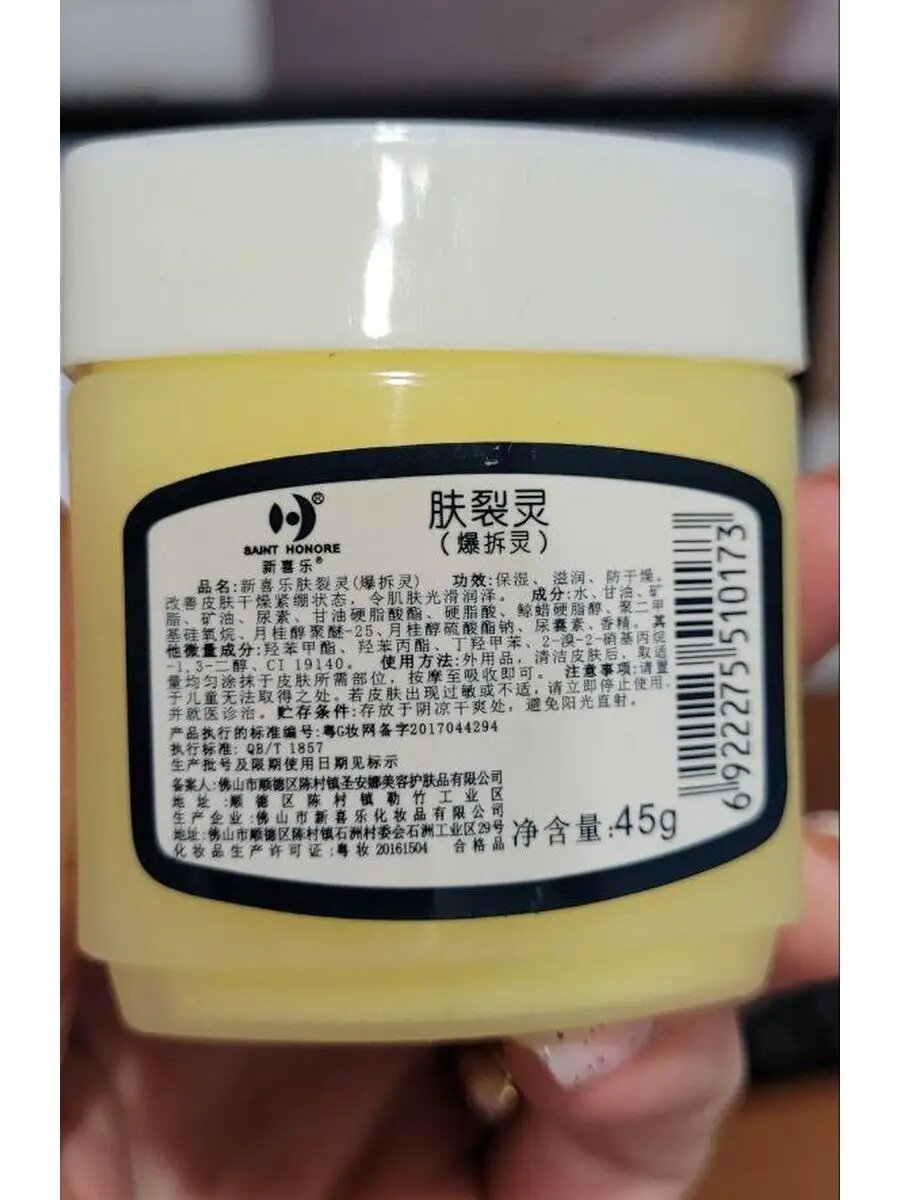 ®
肤裂灵
SAINT HONORE
（爆拆灵）
新喜乐®
品名:新喜乐肤裂灵(爆拆灵) 功效:保湿、滋润、防干燥。
改善皮肤干燥紧绷状态，令肌肤光滑润泽。 成分:水、甘油、矿
脂、矿油、尿素、甘油硬脂酸酯、硬脂酸、鲸蜡硬脂醇、聚二甲
基硅氧烷、月桂醇聚醚-25、月桂醇硫酸酯钠、尿囊素、香精。其
他微量成分:羟苯甲酯、羟苯丙酯、丁羟甲苯、2-溴-2-硝基丙烷
-1,3-二醇、CI 19140。 使用方法:外用品，清洁皮肤后，取适
量均匀涂抹于皮肤所需部位，按摩至吸收即可。 注意事项:请置
于儿童无法取得之处。若皮肤出现过敏或不适，请立即停止使用，
并就医诊治。贮存条件:存放于阴凉干爽处，避免阳光直射。
产品执行的标准编号:粤G妆网备字2017044294
执行标准: QB/T 1857
生产批号及限期使用日期见标示
备案人:佛山市顺德区陈村镇圣安娜美容护肤品有限公司
地址:顺德区陈村镇勒竹工业区
生产企业:佛山市新喜乐化妆品有限公司
地址:佛山市顺德区陈村镇石洲村委会石洲工业区29号
化妆品生产许可证:粤妆 20161504 合格品
净含量:45g
6922275510173